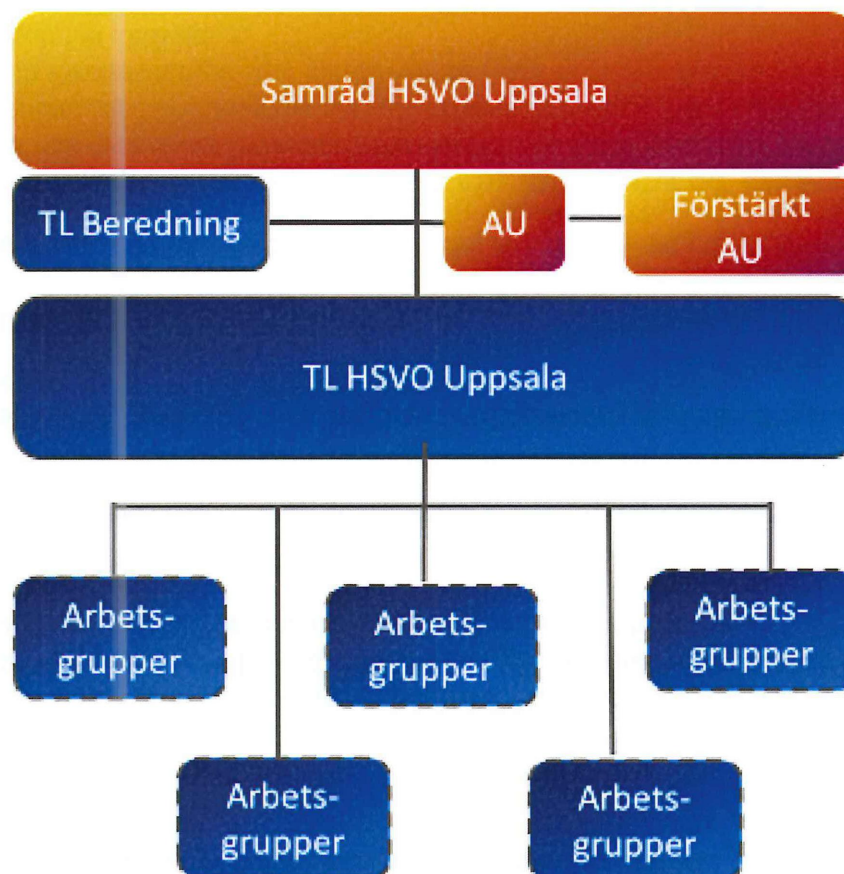 Samråd HSVO Uppsala
TL Beredning
AU
Förstärkt
AU
TL HSVO Uppsala
Arbets-
grupper
Arbets-
grupper
Arbets-
grupper
Arbets-
grupper
Arbets-
grupper